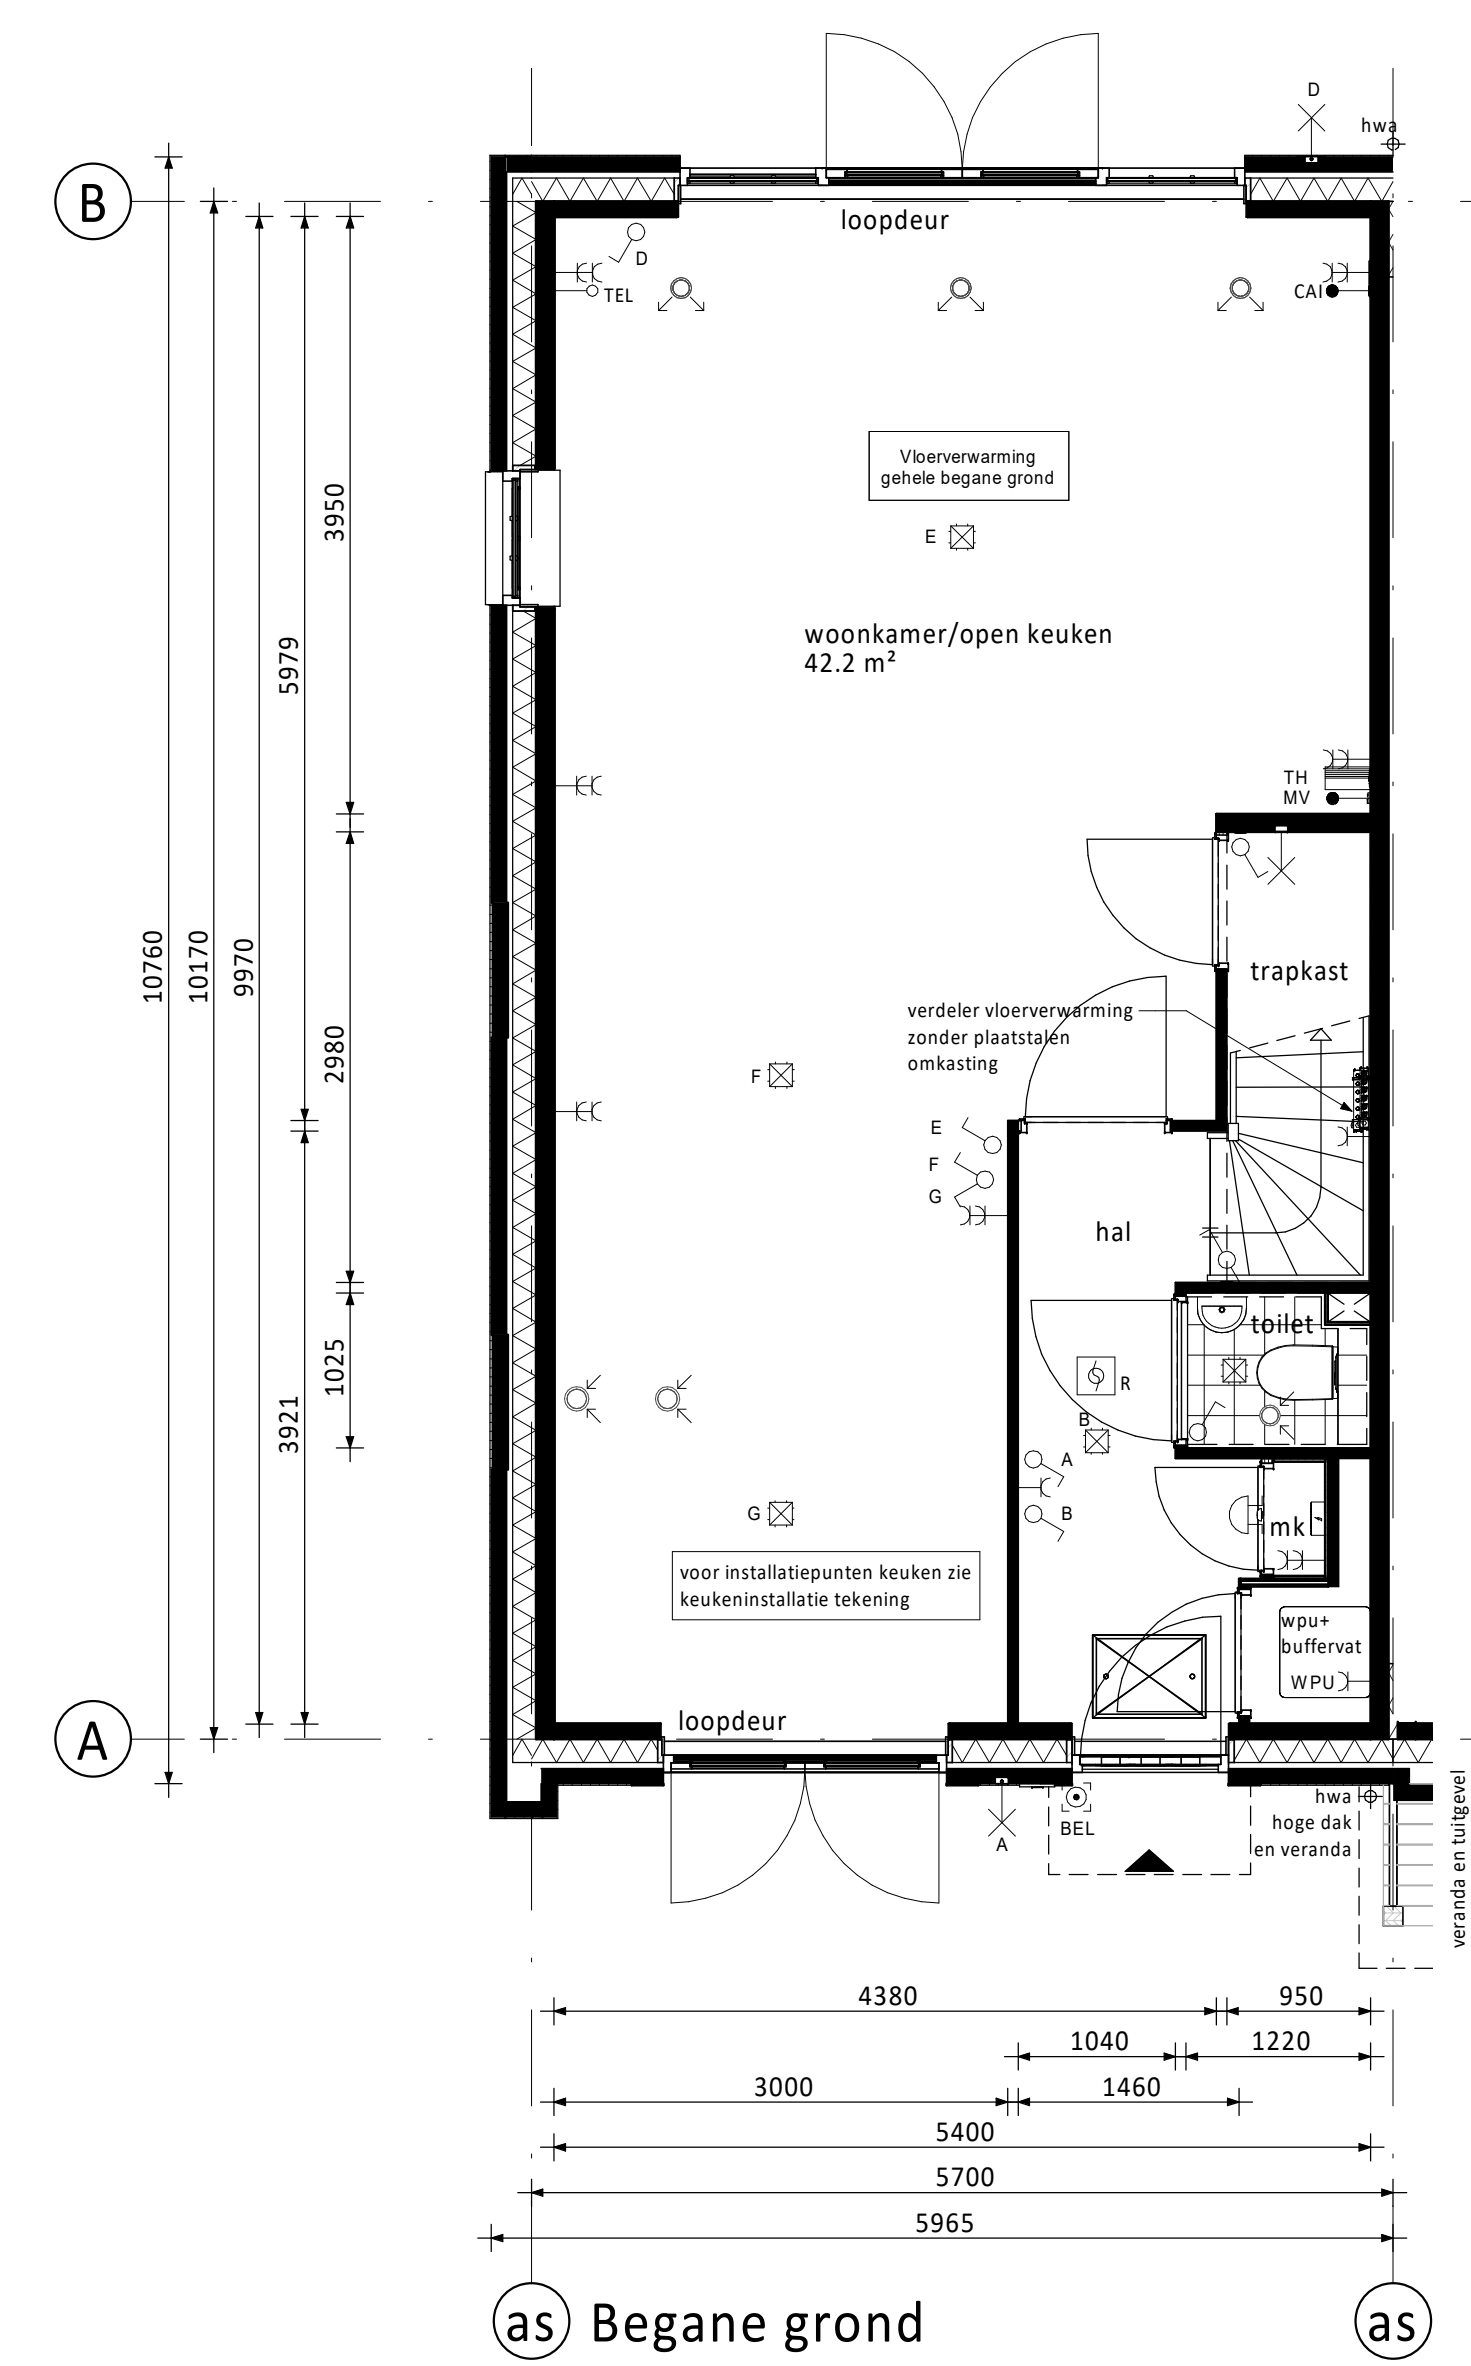 D
hwa
B
loopdeur
D
TEL
CAI
Vloerverwarming
gehele begane grond
E
woonkamer/open keuken
42.2 m²
3950
5979
TH
MV
10760
10170
9970
2980
trapkast
verdeler vloerverwarming
zonder plaatstalen
omkasting
F
E
F
G
hal
toilet
1025
3921
R
B
A
B
G
mk
voor installatiepunten keuken zie
keukeninstallatie tekening
wpu+
buffervat
WPU
loopdeur
A
hwa
hoge dak
en veranda
BEL
A
veranda en tuitgevel
4380
950
1040
1220
3000
1460
5400
5700
5965
as
Begane grond
as